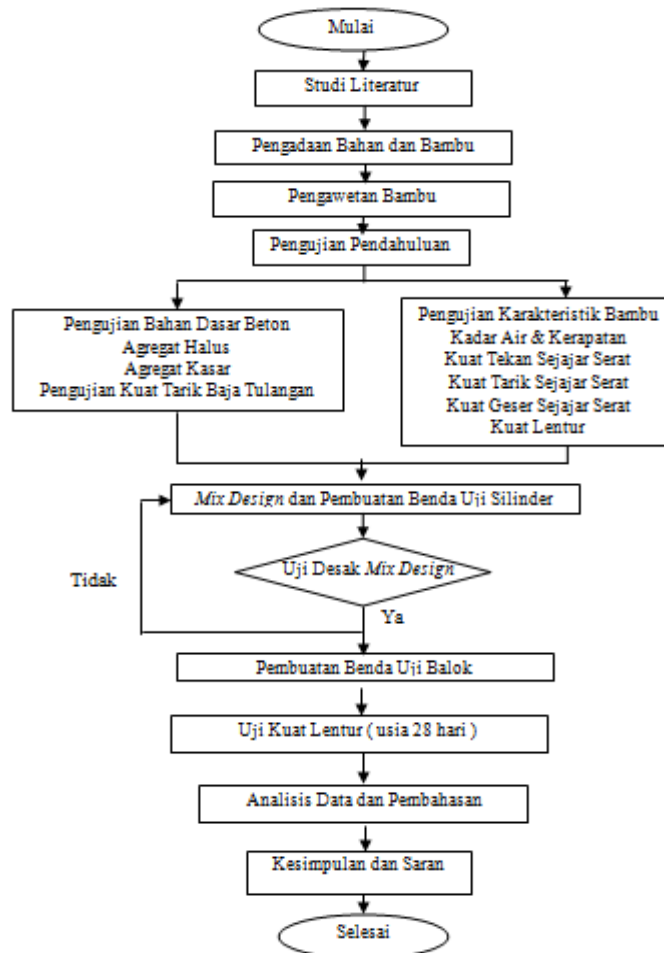 Mulai
Studi Literatur
Pengadaan Bahan dan Bambu
Pengawetan Bambu
Pengujian Pendahuluan
Pengujian Bahan Dasar Beton
Agregat Halus
Agregat Kasar
Pengujian Kuat Tarik Baja Tulangan
Pengujian Karakteristik Bambu
Kadar Air & Kerapatan
Kuat Tekan Sejajar Serat
Kuat Tarik Sejajar Serat
Kuat Geser Sejajar Serat
Kuat Lentur
Mix Design dan Pembuatan Benda Uji Silinder
Uji Desak Mix Design
Tidak
Ya
Pembuatan Benda Uji Balok
Uji Kuat Lentur ( usia 28 hari )
Analisis Data dan Pembahasan
Kesimpulan dan Saran
Selesai